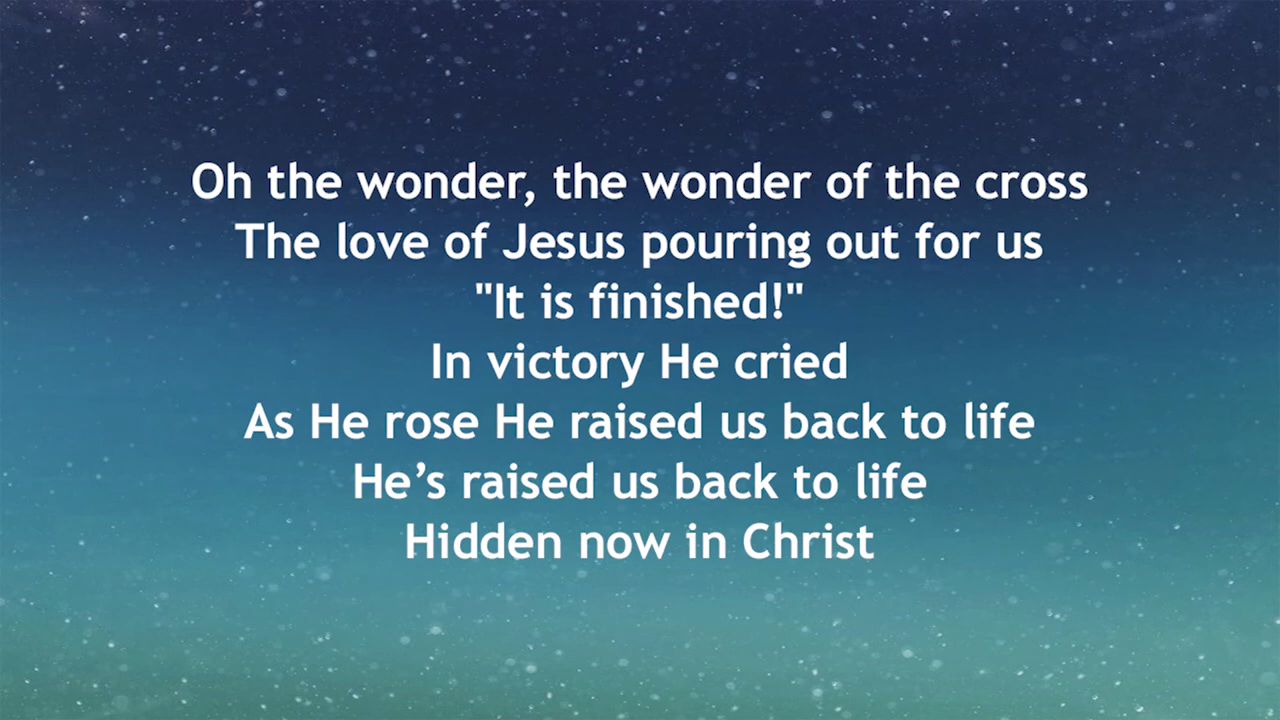 Oh the wonder, the wonder of the cross
The love of Jesus pouring out for us
"It is finished!"
In victory He cried
As He rose He raised us back to life
He’s raised us back to life
Hidden now in Christ